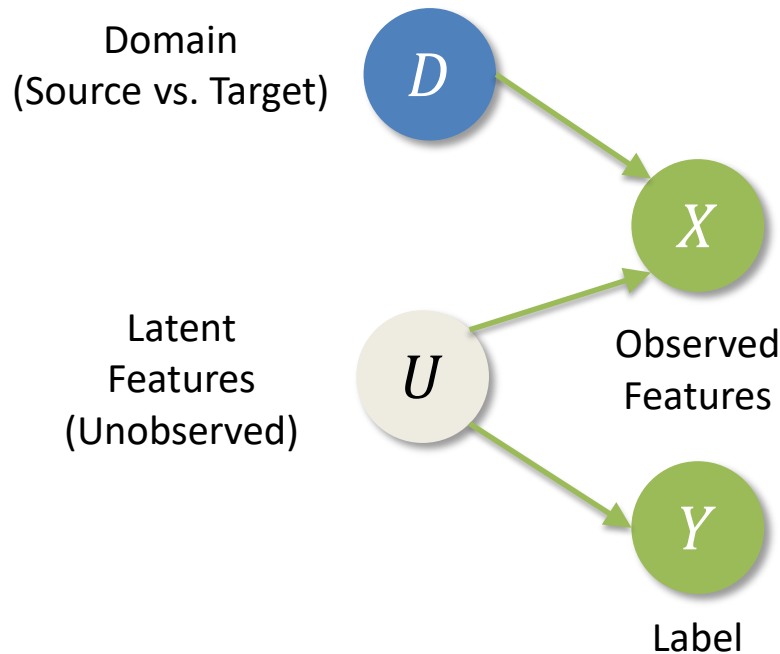 Domain
(Source vs. Target)
D
X
Observed
Features
Latent
Features
(Unobserved)
U
Y
Label